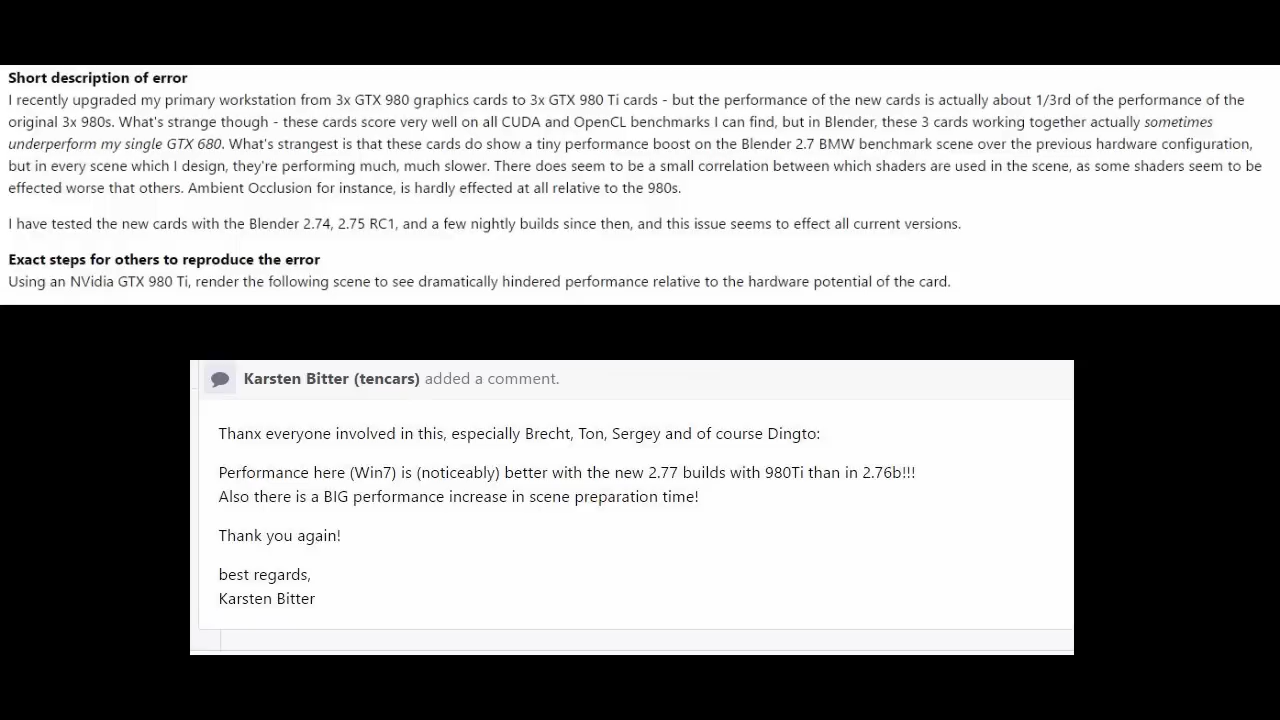 Short description of error
I recently upgraded my primary workstation from 3x GTX 980 graphics cards to 3x GTX 980 Ti cards - but the performance of the new cards is actually about 1/3rd of the performance of the
original 3x 980s. What's strange though - these cards score very well on all CUDA and OpenCL benchmarks I can find, but in Blender, these 3 cards working together actually sometimes
underperform my single GTX 680. What's strangest is that these cards do show a tiny performance boost on the Blender 2.7 BMW benchmark scene over the previous hardware configuration,
but in every scene which I design, they're performing much, much slower. There does seem to be a small correlation between which shaders are used in the scene, as some shaders seem to be
effected worse that others. Ambient Occlusion for instance, is hardly effected at all relative to the 980s.
I have tested the new cards with the Blender 2.74, 2.75 RC1, and a few nightly builds since then, and this issue seems to effect all current versions.
Exact steps for others to reproduce the error
Using an NVidia GTX 980 Ti, render the following scene to see dramatically hindered performance relative to the hardware potential of the card.
Karsten Bitter (tencars) added a comment.
Thanx everyone involved in this, especially Brecht, Ton, Sergey and of course Dingto:
Performance here (Win7) is (noticeably) better with the new 2.77 builds with 980Ti than in 2.76b!!!
Also there is a BIG performance increase in scene preparation time!
Thank you again!
best regards,
Karsten Bitter